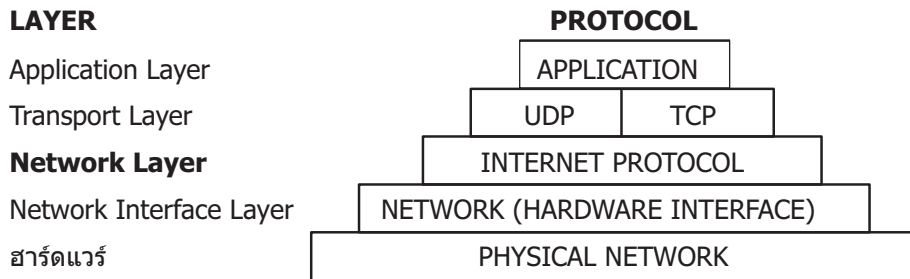 LAYER PROTOCOL
Application Layer APPLICATION
Transport Layer UDP TCP
Network Layer INTERNET PROTOCOL
Network Interface Layer NETWORK (HARDWARE INTERFACE)
ฮาร์ดแวร์ PHYSICAL NETWORK